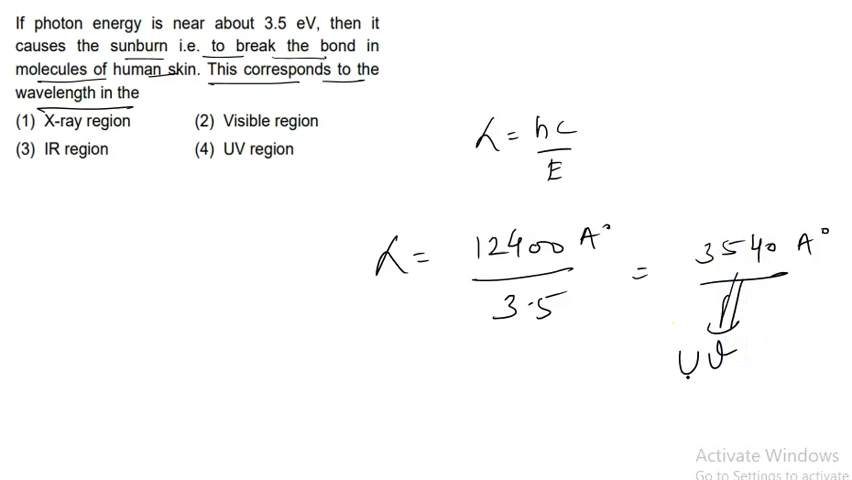 If photon energy is near about 3.5 eV, then it
causes the sunburn i.e. to break the bond in
molecules of human skin. This corresponds to the
wavelength in the
(1) X-ray region (2) Visible region
(3) IR region (4) UV region
λ = hc
E
λ = 12400 A° = 3540 A°
3.5
UV
Activate Windows
Go to Settings to activate